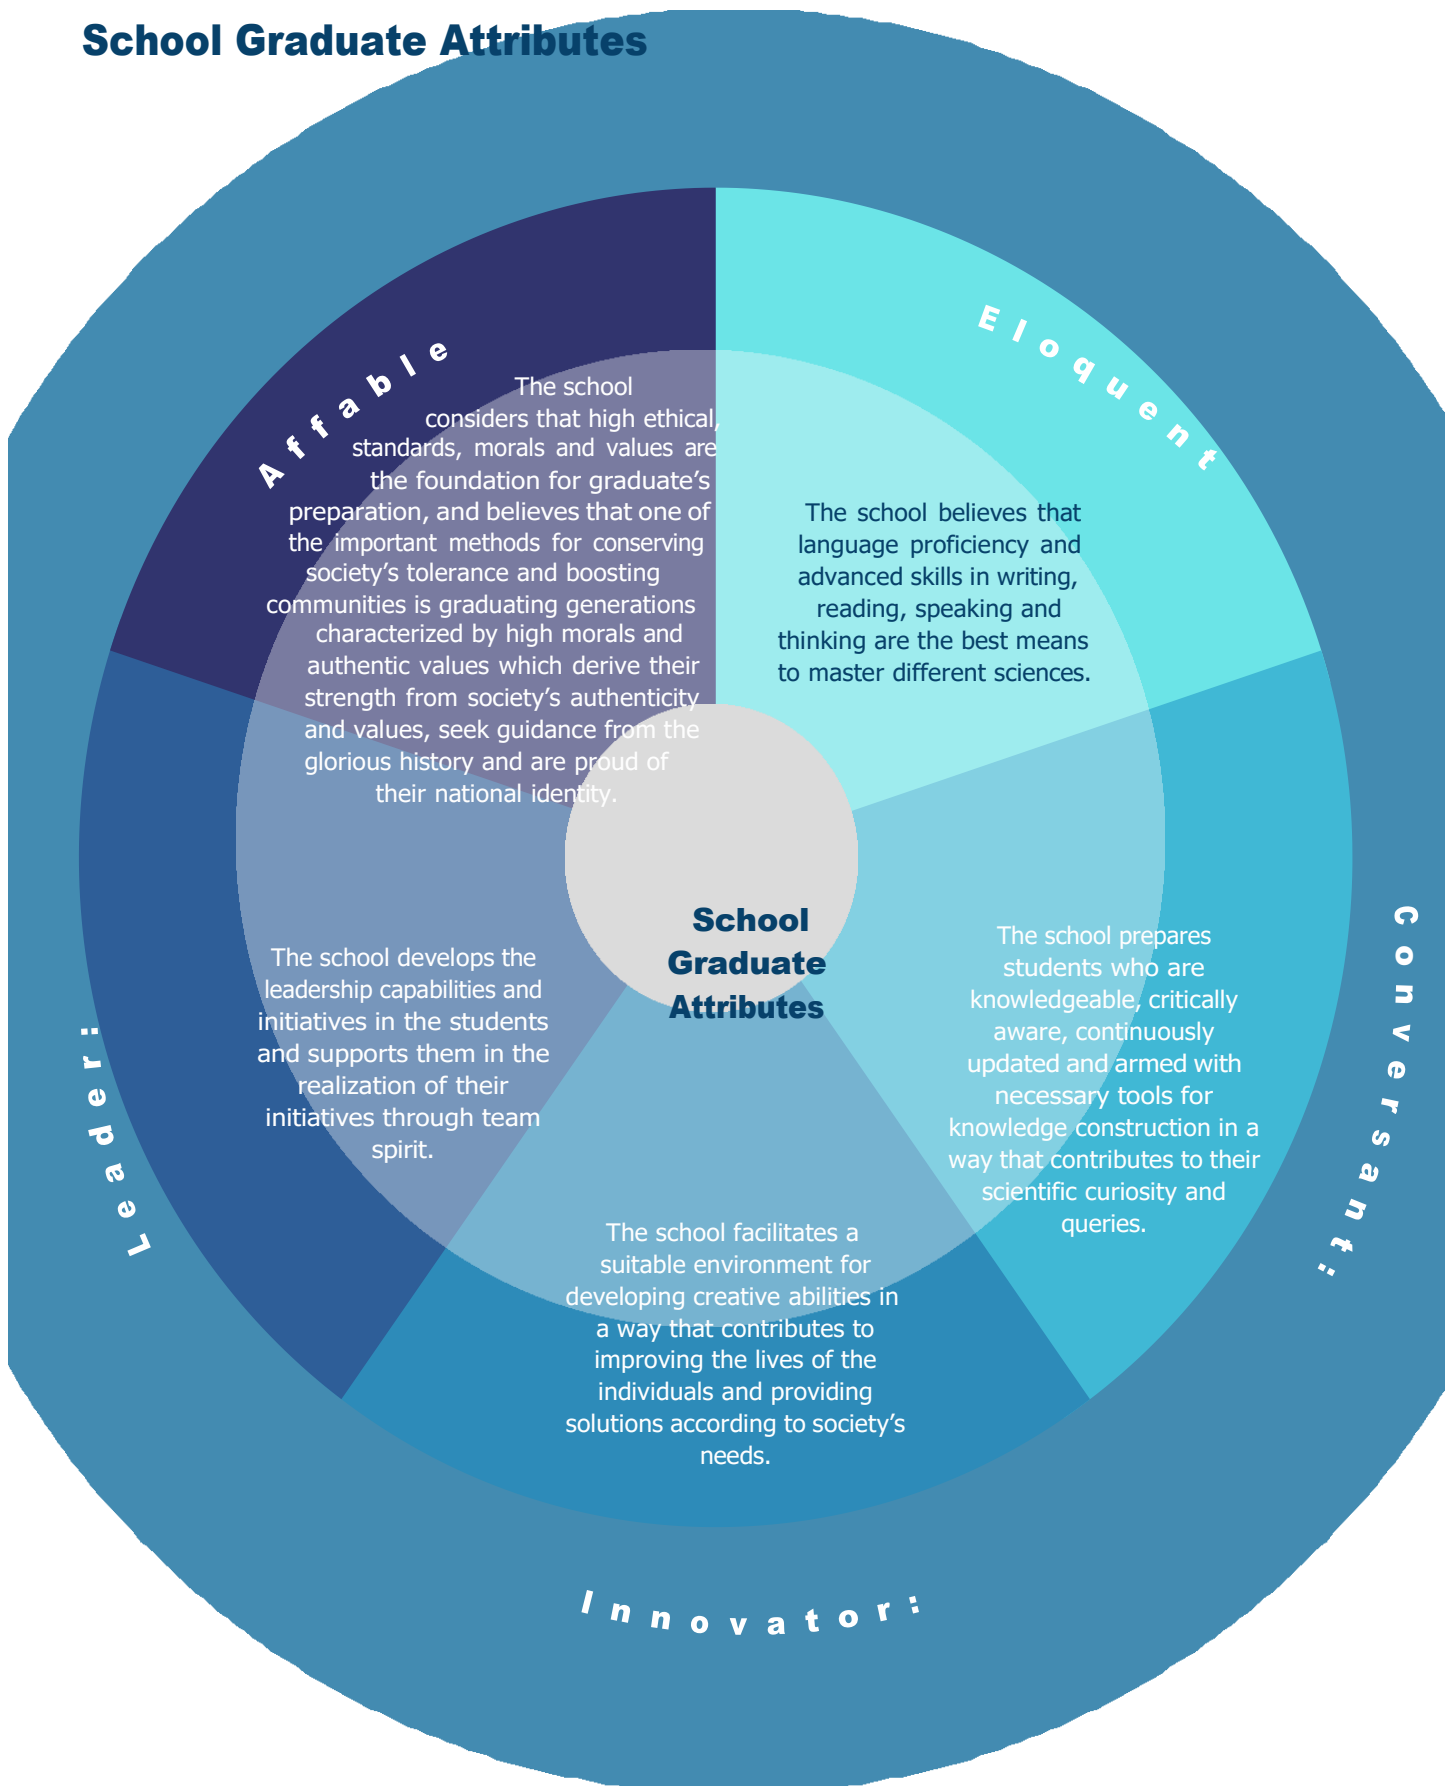 School Graduate Attributes
Affable
The school
considers that high ethical,
standards, morals and values are
the foundation for graduate’s
preparation, and believes that one of
the important methods for conserving
society’s tolerance and boosting
communities is graduating generations
characterized by high morals and
authentic values which derive their
strength from society’s authenticity
and values, seek guidance from the
glorious history and are proud of
their national identity.
Eloquent
The school believes that
language proficiency and
advanced skills in writing,
reading, speaking and
thinking are the best means
to master different sciences.
School
Graduate
Attributes
Conversant:
The school prepares
students who are
knowledgeable, critically
aware, continuously
updated and armed with
necessary tools for
knowledge construction in a
way that contributes to their
scientific curiosity and
queries.
Leader:
The school develops the
leadership capabilities and
initiatives in the students
and supports them in the
realization of their
initiatives through team
spirit.
The school facilitates a
suitable environment for
developing creative abilities in
a way that contributes to
improving the lives of the
individuals and providing
solutions according to society’s
needs.
Innovator: